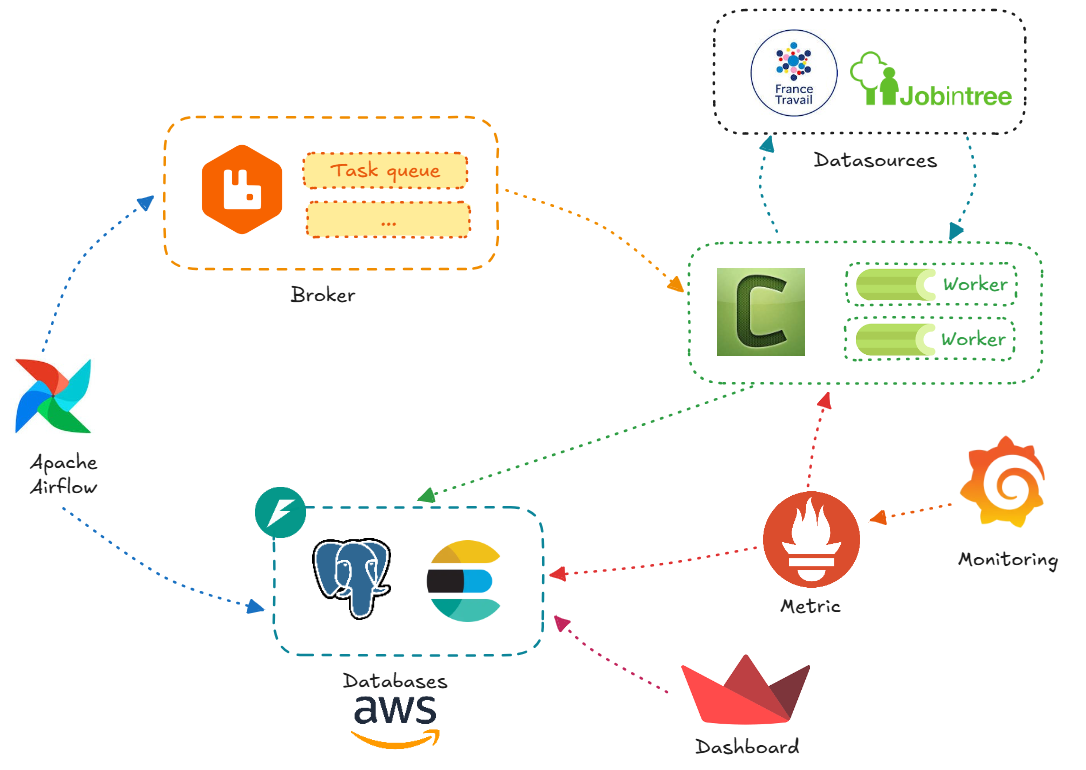 France
Travail
Jobintree
Datasources
Task queue
...
Broker
Worker
Worker
Apache
Airflow
Monitoring
Metric
Databases
aws
Dashboard